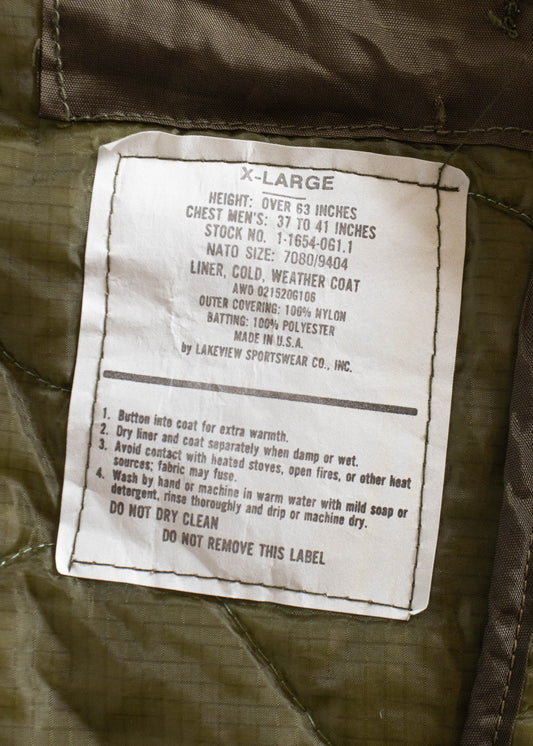 X-LARGE
HEIGHT: OVER 63 INCHES
CHEST MEN'S: 37 TO 41 INCHES
STOCK NO. 1-1654-0G1.1
NATO SIZE: 7080/9404
LINER, COLD, WEATHER COAT
AWO 021520G106
OUTER COVERING: 100% NYLON
BATTING: 100% POLYESTER
MADE IN U.S.A.
by LAKEVIEW SPORTSWEAR CO., INC.
1. Button into coat for extra warmth.
2. Dry liner and coat separately when damp or wet.
3. Avoid contact with heated stoves, open fires, or other heat
sources; fabric may fuse.
4. Wash by hand or machine in warm water with mild soap or
detergent, rinse thoroughly and drip or machine dry.
DO NOT DRY CLEAN
DO NOT REMOVE THIS LABEL